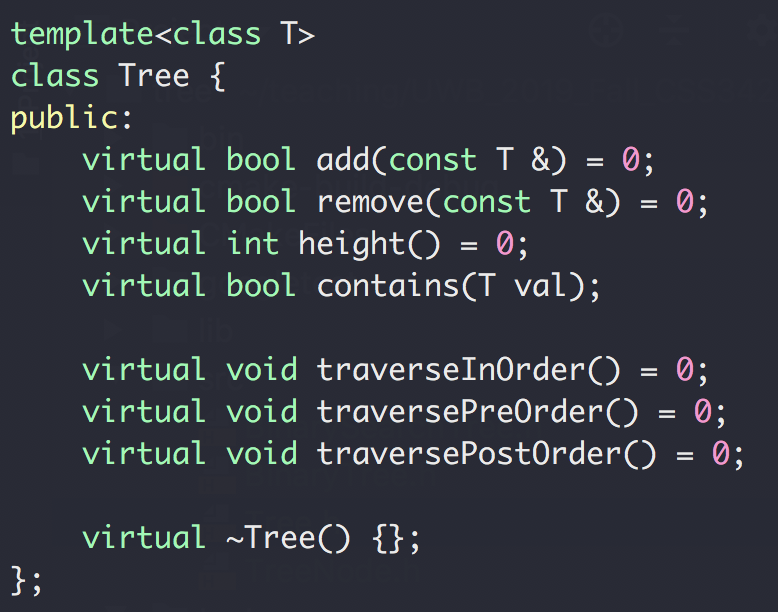 template<class T>
class Tree {
public:
    virtual bool add(const T &) = 0;
    virtual bool remove(const T &) = 0;
    virtual int height() = 0;
    virtual bool contains(T val);

    virtual void traverseInOrder() = 0;
    virtual void traversePreOrder() = 0;
    virtual void traversePostOrder() = 0;

    virtual ~Tree() {};
};